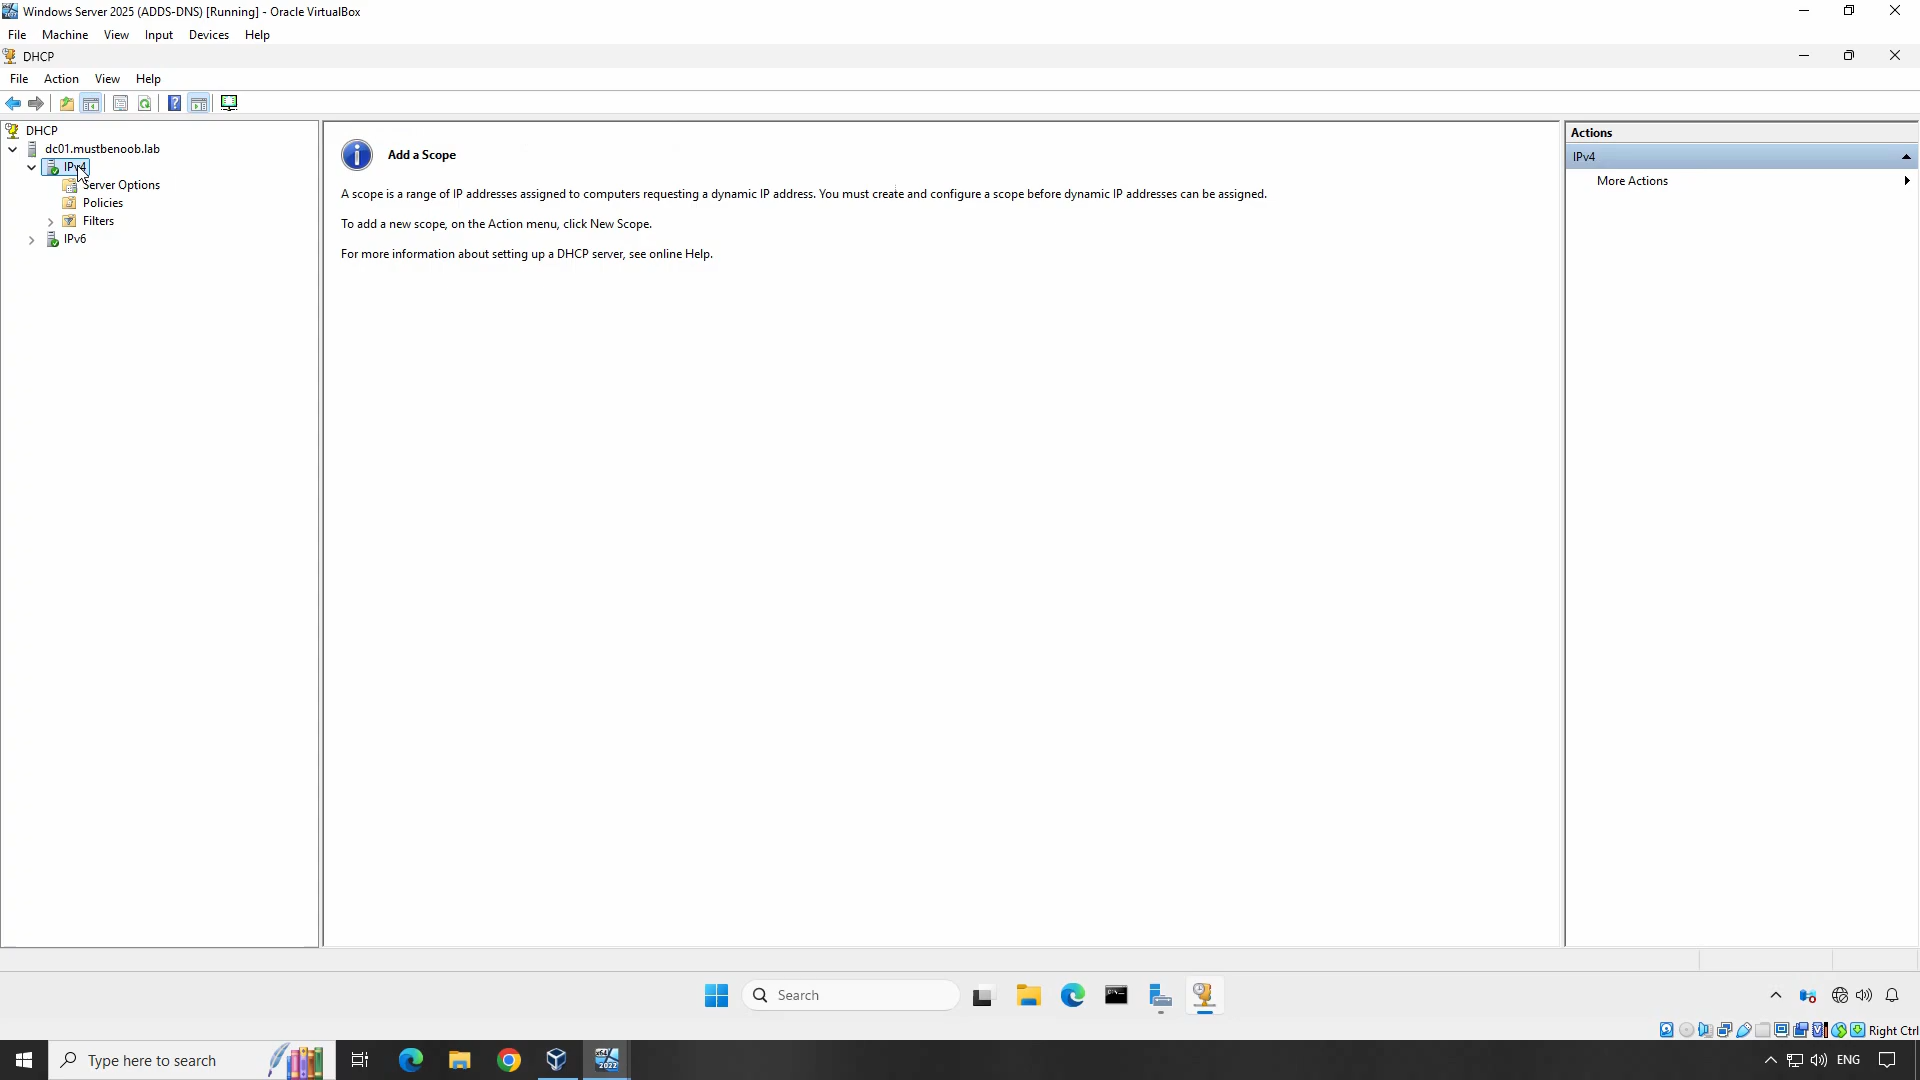 Windows Server 2025 (ADDS-DNS) [Running] - Oracle VirtualBox
File Machine View Input Devices Help
DHCP
File Action View Help
DHCP
dc01.mustbenoob.lab
IPv4
Server Options
Policies
Filters
IPv6
Add a Scope
A scope is a range of IP addresses assigned to computers requesting a dynamic IP address. You must create and configure a scope before dynamic IP addresses can be assigned.
To add a new scope, on the Action menu, click New Scope.
For more information about setting up a DHCP server, see online Help.
Actions
IPv4
More Actions
Search
Right Ctrl
Type here to search
x64
2022
ENG